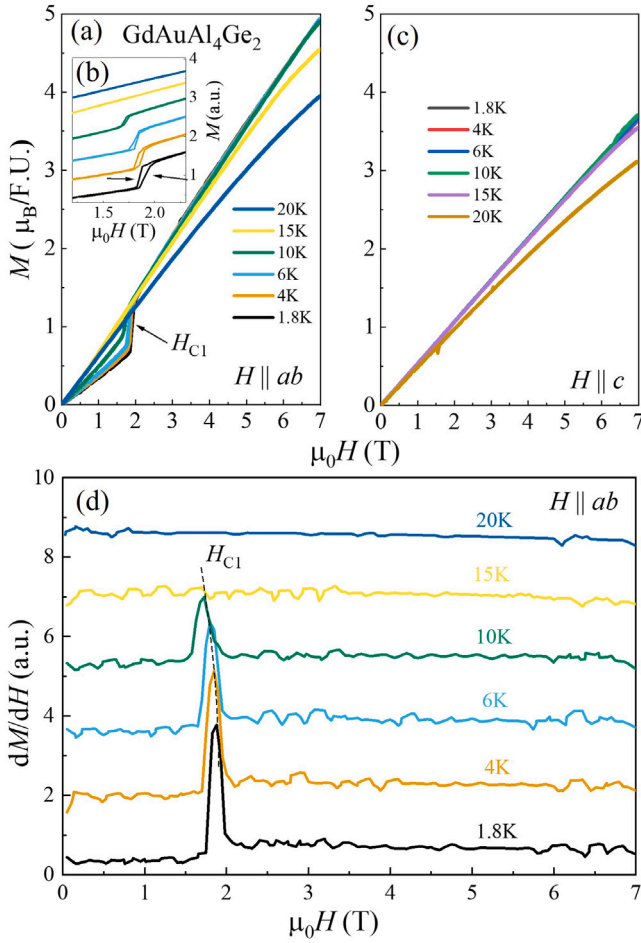 (a) GdAuAl₄Ge₂
(b)
M (a.u.)
4
3
2
1
1.5 2.0
μ₀H (T)
5
4
3
2
1
0
M ( μB/F.U.)
20K
15K
10K
6K
4K
1.8K
HC1
H || ab
0 1 2 3 4 5 6 7
μ₀H (T)
(c)
1.8K
4K
6K
10K
15K
20K
5
4
3
2
1
0
H || c
0 1 2 3 4 5 6 7
μ₀H (T)
(d)
H || ab
HC1
20K
15K
10K
6K
4K
1.8K
10
8
6
4
2
0
dM/dH (a.u.)
0 1 2 3 4 5 6 7
μ₀H (T)